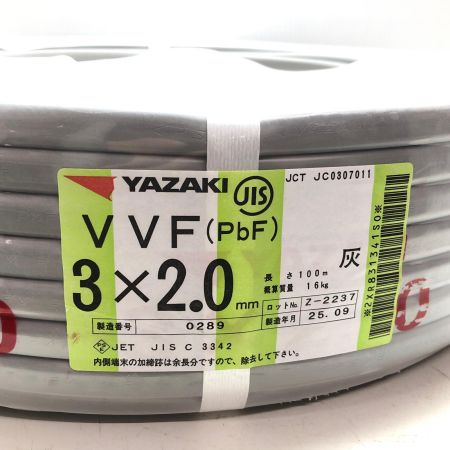 YAZAKI JIS JCT JC0307011
VVF(PbF) 灰
3×2.0mm
長さ 100m
概算質量 16kg
ロットNo. Z-2237
製造番号 0289 製造年月 25.09
PSE JET JIS C 3342
内側端末の加締跡は余長分ですので、除去して下さい。
※2XR831341S0※